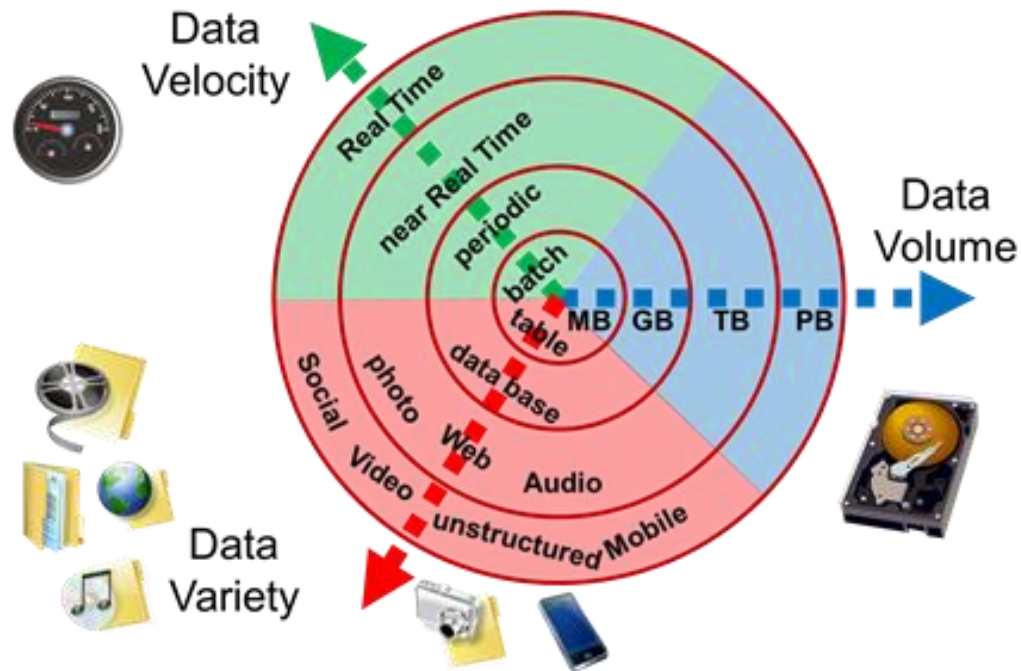 Data
Velocity
Real Time
near Real Time
periodic
batch
Data
Volume
MB GB TB PB
table
data base
photo
Web
Audio
Social
Video
unstructured
Mobile
Data
Variety